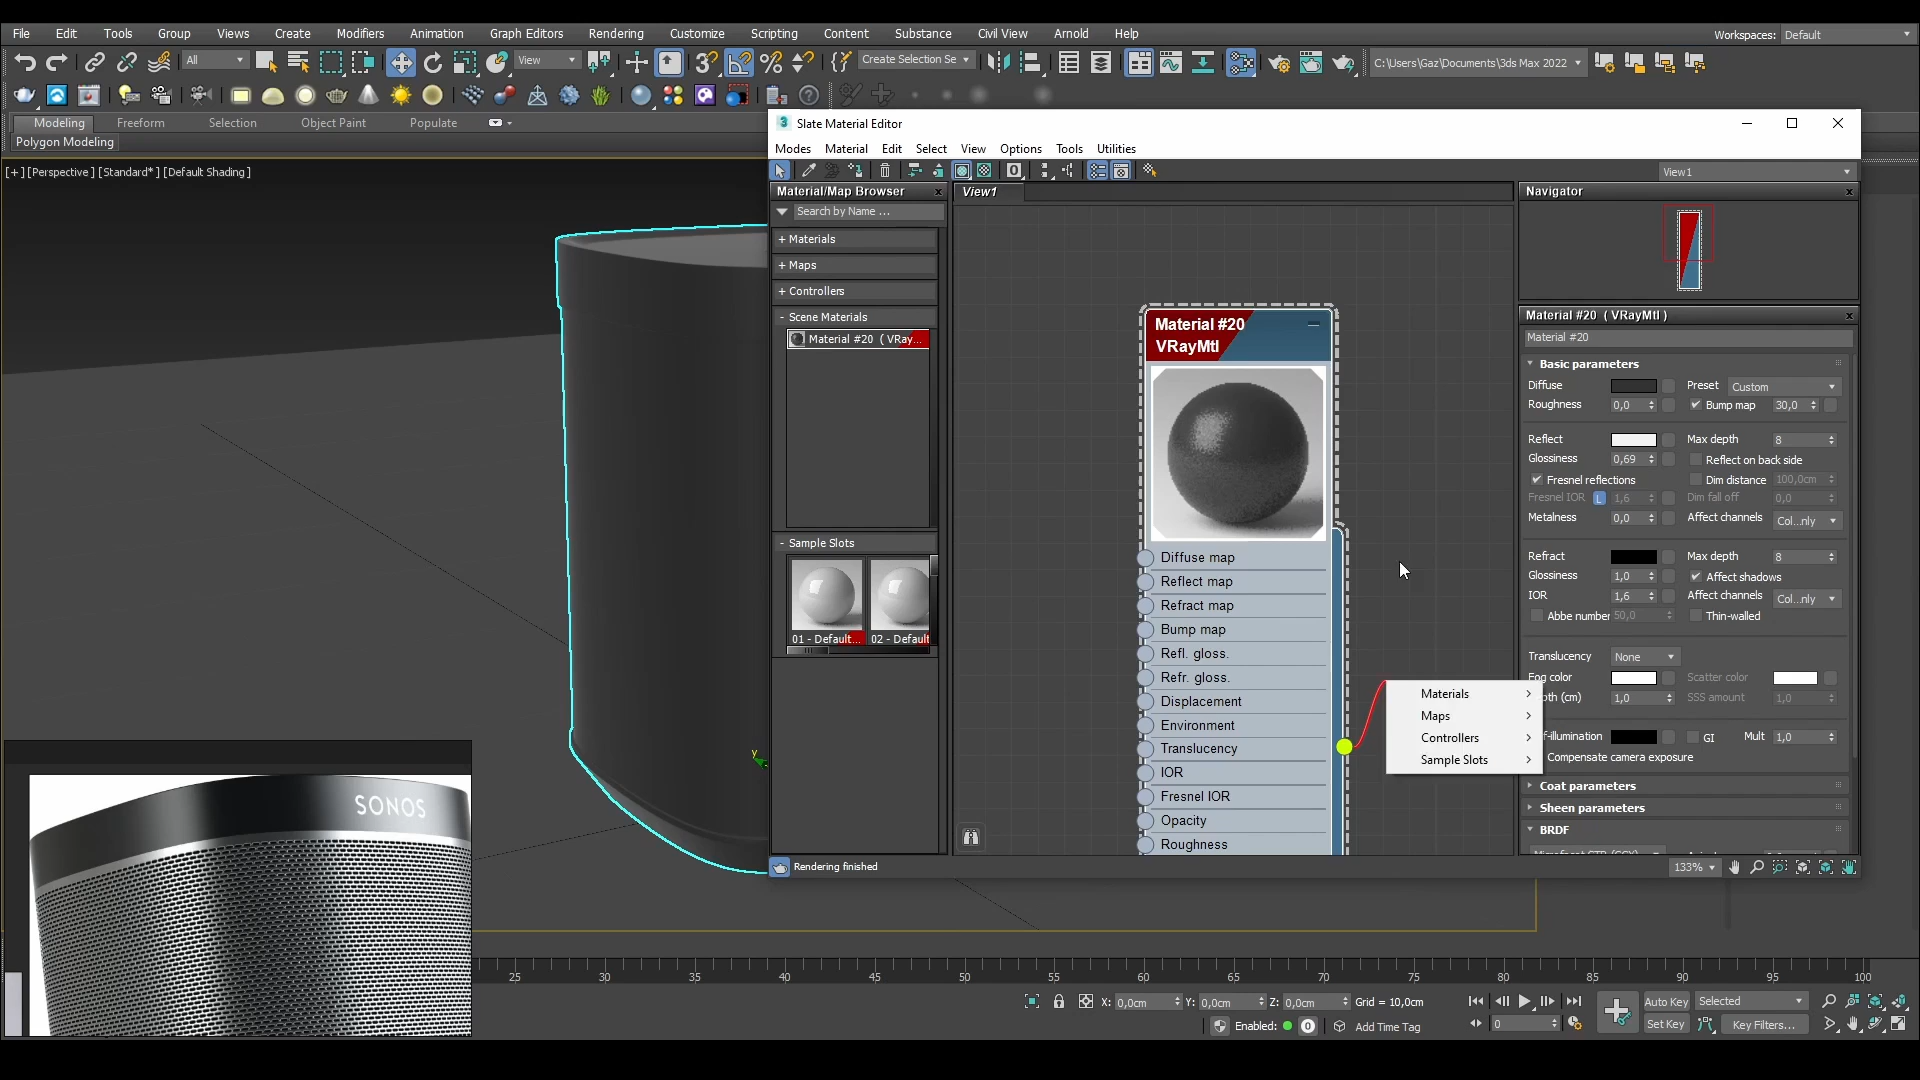 File Edit Tools Group Views Create Modifiers Animation Graph Editors Rendering Customize Scripting Content Substance Civil View Arnold Help
Workspaces: Default
All
View
Create Selection Se
C:\Users\Gaz\Documents\3ds Max 2022
Modeling Freeform Selection Object Paint Populate
Polygon Modeling
[+] [Perspective] [Standard*] [Default Shading]
Slate Material Editor
Modes Material Edit Select View Options Tools Utilities
View1
Material/Map Browser
Search by Name ...
+ Materials
+ Maps
+ Controllers
- Scene Materials
Material #20 ( VRay...
- Sample Slots
01 - Default...
02 - Default
View1
Material #20
VRayMtl
Diffuse map
Reflect map
Refract map
Bump map
Refl. gloss.
Refr. gloss.
Displacement
Environment
Translucency
IOR
Fresnel IOR
Opacity
Roughness
Materials
Maps
Controllers
Sample Slots
Navigator
Material #20 ( VRayMtl )
Material #20
Basic parameters
Diffuse Preset Custom
Roughness 0,0 Bump map 30,0
Reflect Max depth 8
Glossiness 0,69 Reflect on back side
Fresnel reflections Dim distance 100,0cm
Fresnel IOR L 1,6 Dim fall off 0,0
Metalness 0,0 Affect channels Col...nly
Refract Max depth 8
Glossiness 1,0 Affect shadows
IOR 1,6 Affect channels Col...nly
Abbe number 50,0 Thin-walled
Translucency None
Fog color Scatter color
pth (cm) 1,0 SSS amount 1,0
f-illumination GI Mult 1,0
Compensate camera exposure
Coat parameters
Sheen parameters
BRDF
Rendering finished
133%
SONOS
y
25 30 35 40 45 50 55 60 65 70 75 80 85 90 95 100
X: 0,0cm Y: 0,0cm Z: 0,0cm Grid = 10,0cm
Enabled: 0 Add Time Tag
0
Auto Key Selected
Set Key Key Filters...